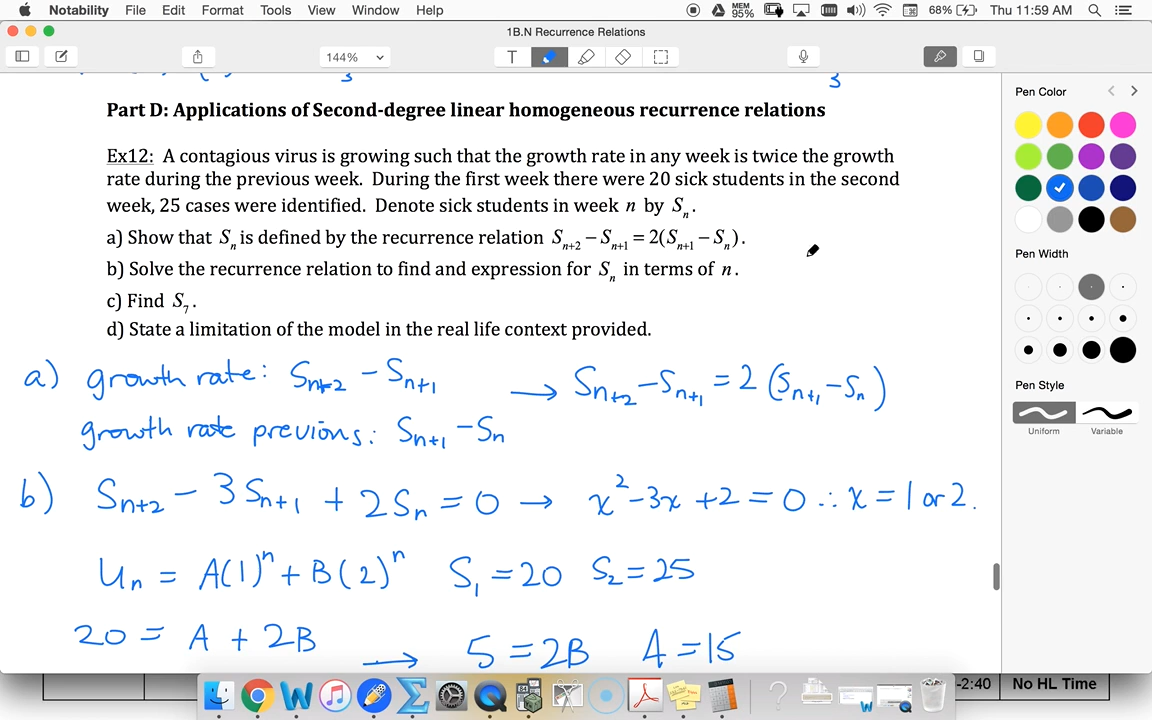 Notability File Edit Format Tools View Window Help MEM 95% 68% Thu 11:59 AM
1B.N Recurrence Relations
144% T
3 3
Part D: Applications of Second-degree linear homogeneous recurrence relations
Ex12: A contagious virus is growing such that the growth rate in any week is twice the growth
rate during the previous week. During the first week there were 20 sick students in the second
week, 25 cases were identified. Denote sick students in week n by Sₙ.
a) Show that Sₙ is defined by the recurrence relation Sₙ₊₂ − Sₙ₊₁ = 2(Sₙ₊₁ − Sₙ).
b) Solve the recurrence relation to find and expression for Sₙ in terms of n.
c) Find S₇.
d) State a limitation of the model in the real life context provided.
a) growth rate: Sₙ₊₂ − Sₙ₊₁ → Sₙ₊₂ − Sₙ₊₁ = 2 (Sₙ₊₁ − Sₙ)
growth rate previous: Sₙ₊₁ − Sₙ
b) Sₙ₊₂ − 3Sₙ₊₁ + 2Sₙ = 0 → x² − 3x + 2 = 0 ∴ x = 1 or 2.
Uₙ = A(1)ⁿ + B(2)ⁿ S₁ = 20 S₂ = 25
20 = A + 2B → 5 = 2B A = 15
-2:40 No HL Time
Pen Color
Pen Width
Pen Style
Uniform Variable